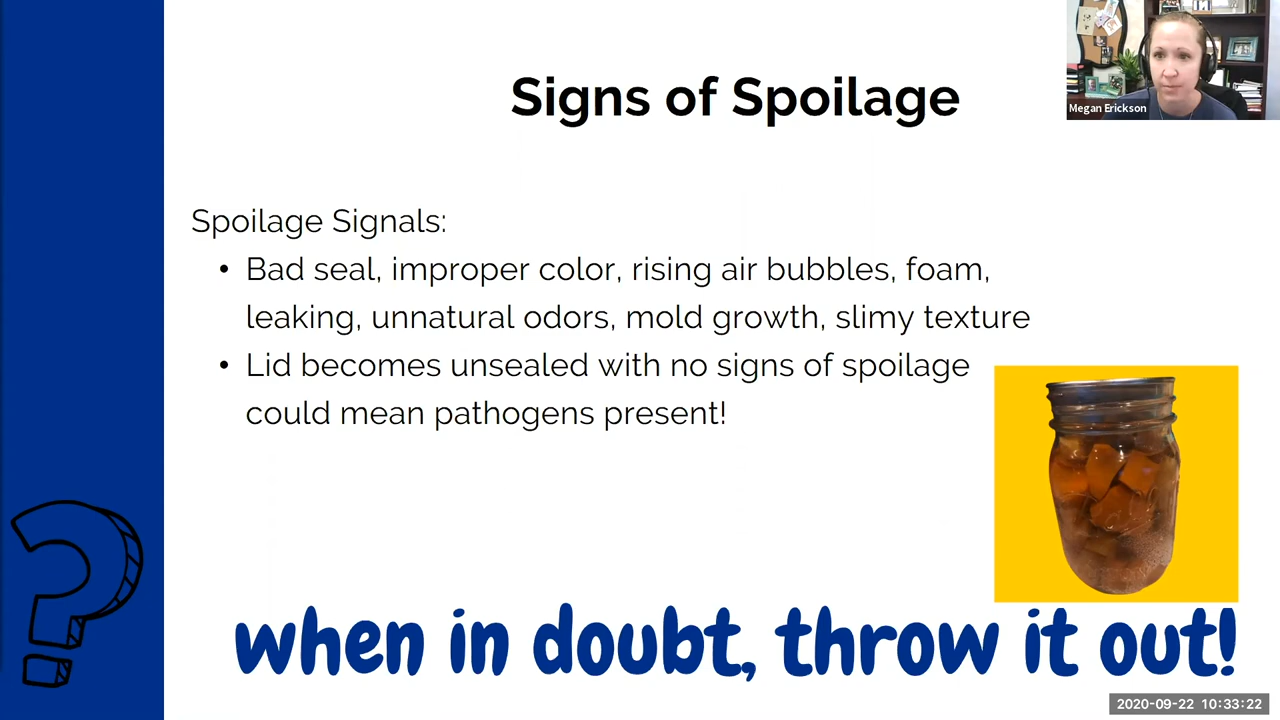 Signs of Spoilage
Megan Erickson
Spoilage Signals:
• Bad seal, improper color, rising air bubbles, foam,
leaking, unnatural odors, mold growth, slimy texture
• Lid becomes unsealed with no signs of spoilage
could mean pathogens present!
when in doubt, throw it out!
2020-09-22 10:33:22